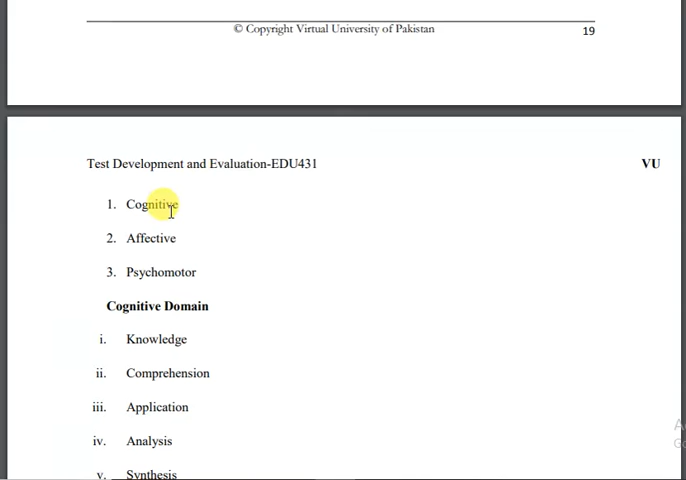 © Copyright Virtual University of Pakistan 19
Test Development and Evaluation-EDU431 VU
1. Cognitive
2. Affective
3. Psychomotor
Cognitive Domain
i. Knowledge
ii. Comprehension
iii. Application
iv. Analysis
v. Synthesis